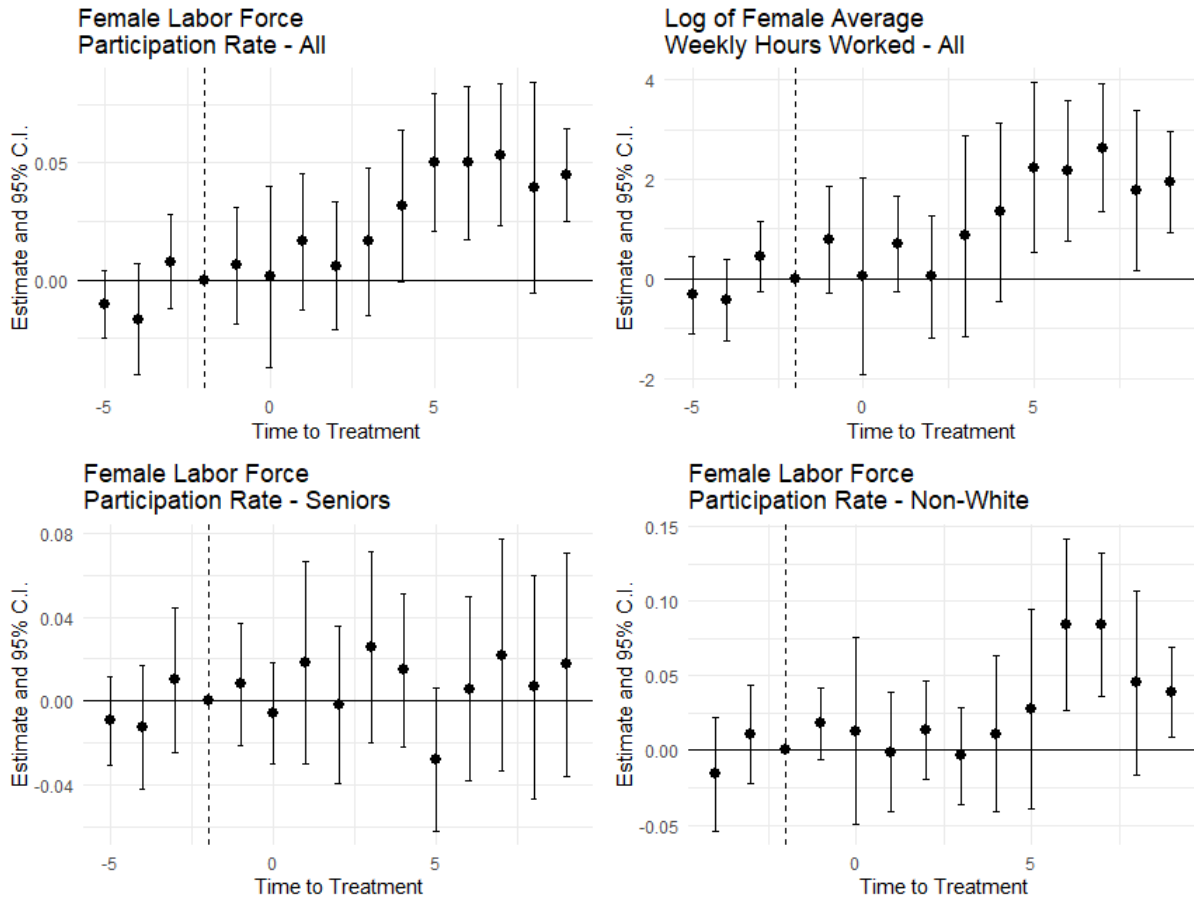 Female Labor Force
Participation Rate - All
Estimate and 95% C.I.
0.05
0.00
-5
0
5
Time to Treatment
Log of Female Average
Weekly Hours Worked - All
Estimate and 95% C.I.
4
2
0
-2
-5
0
5
Time to Treatment
Female Labor Force
Participation Rate - Seniors
Estimate and 95% C.I.
0.08
0.04
0.00
-0.04
-5
0
5
Time to Treatment
Female Labor Force
Participation Rate - Non-White
Estimate and 95% C.I.
0.15
0.10
0.05
0.00
-0.05
0
5
Time to Treatment